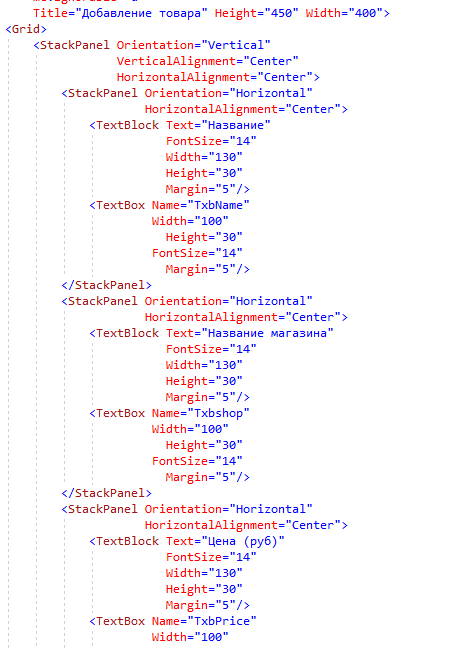 Title="Добавление товара" Height="450" Width="400">
<Grid>
<StackPanel Orientation="Vertical"
VerticalAlignment="Center"
HorizontalAlignment="Center">
<StackPanel Orientation="Horizontal"
HorizontalAlignment="Center">
<TextBlock Text="Название"
FontSize="14"
Width="130"
Height="30"
Margin="5"/>
<TextBox Name="TxbName"
Width="100"
Height="30"
FontSize="14"
Margin="5"/>
</StackPanel>
<StackPanel Orientation="Horizontal"
HorizontalAlignment="Center">
<TextBlock Text="Название магазина"
FontSize="14"
Width="130"
Height="30"
Margin="5"/>
<TextBox Name="Txbshop"
Width="100"
Height="30"
FontSize="14"
Margin="5"/>
</StackPanel>
<StackPanel Orientation="Horizontal"
HorizontalAlignment="Center">
<TextBlock Text="Цена (руб)"
FontSize="14"
Width="130"
Height="30"
Margin="5"/>
<TextBox Name="TxbPrice"
Width="100"